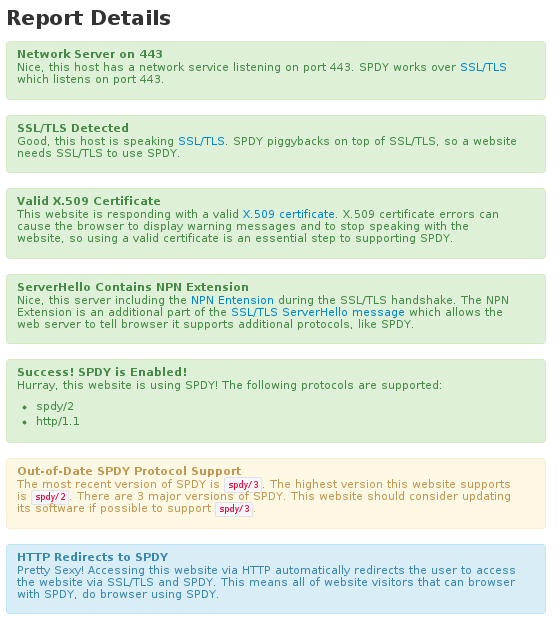 Report Details
Network Server on 443
Nice, this host has a network service listening on port 443. SPDY works over SSL/TLS
which listens on port 443.
SSL/TLS Detected
Good, this host is speaking SSL/TLS. SPDY piggybacks on top of SSL/TLS, so a website
needs SSL/TLS to use SPDY.
Valid X.509 Certificate
This website is responding with a valid X.509 certificate. X.509 certificate errors can
cause the browser to display warning messages and to stop speaking with the
website, so using a valid certificate is an essential step to supporting SPDY.
ServerHello Contains NPN Extension
Nice, this server including the NPN Entension during the SSL/TLS handshake. The NPN
Extension is an additional part of the SSL/TLS ServerHello message which allows the
web server to tell browser it supports additional protocols, like SPDY.
Success! SPDY is Enabled!
Hurray, this website is using SPDY! The following protocols are supported:
• spdy/2
• http/1.1
Out-of-Date SPDY Protocol Support
The most recent version of SPDY is spdy/3. The highest version this website supports
is spdy/2. There are 3 major versions of SPDY. This website should consider updating
its software if possible to support spdy/3.
HTTP Redirects to SPDY
Pretty Sexy! Accessing this website via HTTP automatically redirects the user to access
the website via SSL/TLS and SPDY. This means all of website visitors that can browser
with SPDY, do browser using SPDY.